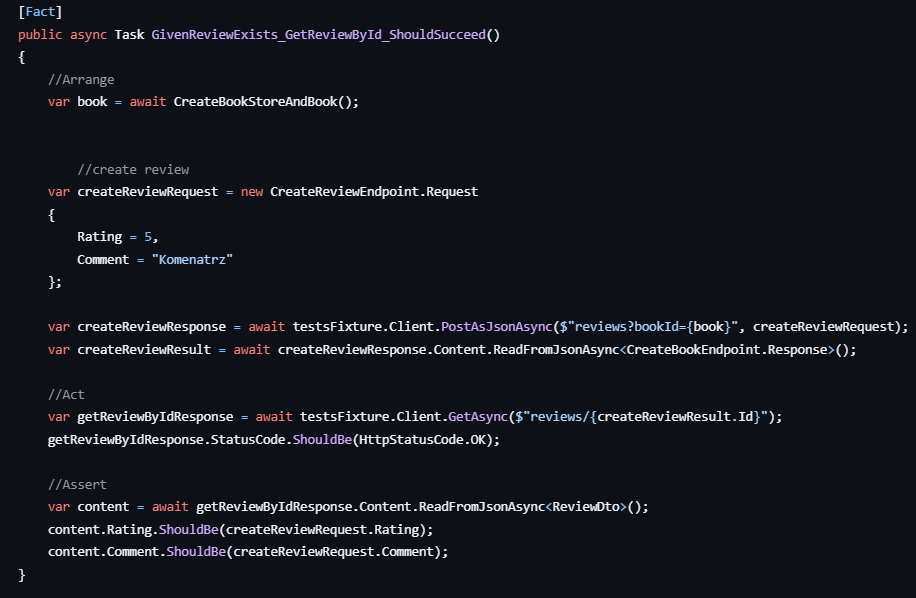 [Fact]
public async Task GivenReviewExists_GetReviewById_ShouldSucceed()
{
    //Arrange
    var book = await CreateBookStoreAndBook();
        //create review
    var createReviewRequest = new CreateReviewEndpoint.Request
    {
        Rating = 5,
        Comment = "Komenatrz"
    };
    var createReviewResponse = await testsFixture.Client.PostAsJsonAsync($"reviews?bookId={book}", createReviewRequest);
    var createReviewResult = await createReviewResponse.Content.ReadFromJsonAsync<CreateBookEndpoint.Response>();
    //Act
    var getReviewByIdResponse = await testsFixture.Client.GetAsync($"reviews/{createReviewResult.Id}");
    getReviewByIdResponse.StatusCode.ShouldBe(HttpStatusCode.OK);
    //Assert
    var content = await getReviewByIdResponse.Content.ReadFromJsonAsync<ReviewDto>();
    content.Rating.ShouldBe(createReviewRequest.Rating);
    content.Comment.ShouldBe(createReviewRequest.Comment);
}